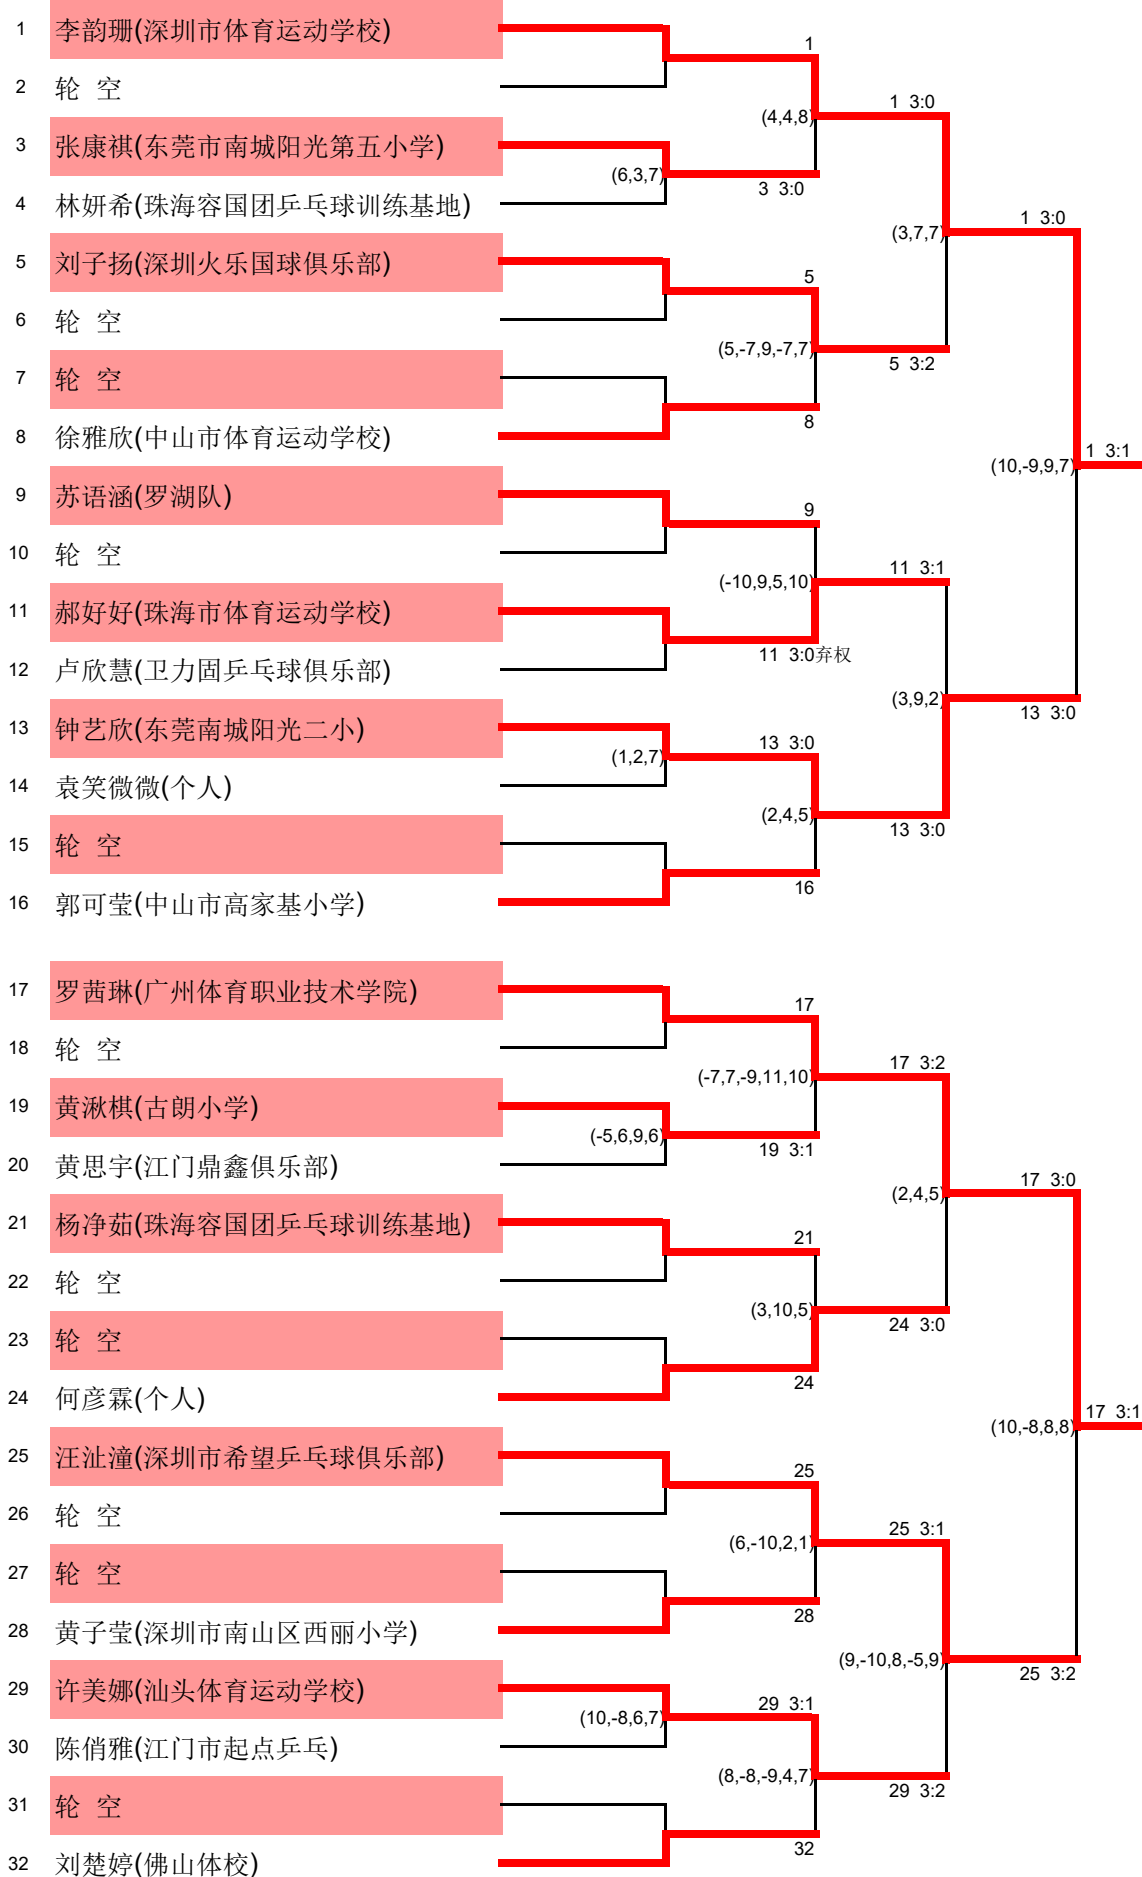 1 李韵珊(深圳市体育运动学校)
1
2 轮 空
(4,4,8)
1 3:0
3 张康祺(东莞市南城阳光第五小学)
(6,3,7)
3 3:0
4 林妍希(珠海容国团乒乓球训练基地)
(3,7,7)
1 3:0
5 刘子扬(深圳火乐国球俱乐部)
5
6 轮 空
(5,-7,9,-7,7)
5 3:2
7 轮 空
8
8 徐雅欣(中山市体育运动学校)
(10,-9,9,7)
1 3:1
9 苏语涵(罗湖队)
9
10 轮 空
(-10,9,5,10)
11 3:1
11 郝好好(珠海市体育运动学校)
11 3:0弃权
12 卢欣慧(卫力固乒乓球俱乐部)
(3,9,2)
13 3:0
13 钟艺欣(东莞南城阳光二小)
(1,2,7)
13 3:0
14 袁笑微微(个人)
(2,4,5)
13 3:0
15 轮 空
16
16 郭可莹(中山市高家基小学)
17 罗茜琳(广州体育职业技术学院)
17
18 轮 空
(-7,7,-9,11,10)
17 3:2
19 黄湫棋(古朗小学)
(-5,6,9,6)
19 3:1
20 黄思宇(江门鼎鑫俱乐部)
(2,4,5)
17 3:0
21 杨净茹(珠海容国团乒乓球训练基地)
21
22 轮 空
(3,10,5)
24 3:0
23 轮 空
24
24 何彦霖(个人)
(10,-8,8,8)
17 3:1
25 汪沚潼(深圳市希望乒乓球俱乐部)
25
26 轮 空
(6,-10,2,1)
25 3:1
27 轮 空
28
28 黄子莹(深圳市南山区西丽小学)
(9,-10,8,-5,9)
25 3:2
29 许美娜(汕头体育运动学校)
(10,-8,6,7)
29 3:1
30 陈俏雅(江门市起点乒乓)
(8,-8,-9,4,7)
29 3:2
31 轮 空
32
32 刘楚婷(佛山体校)